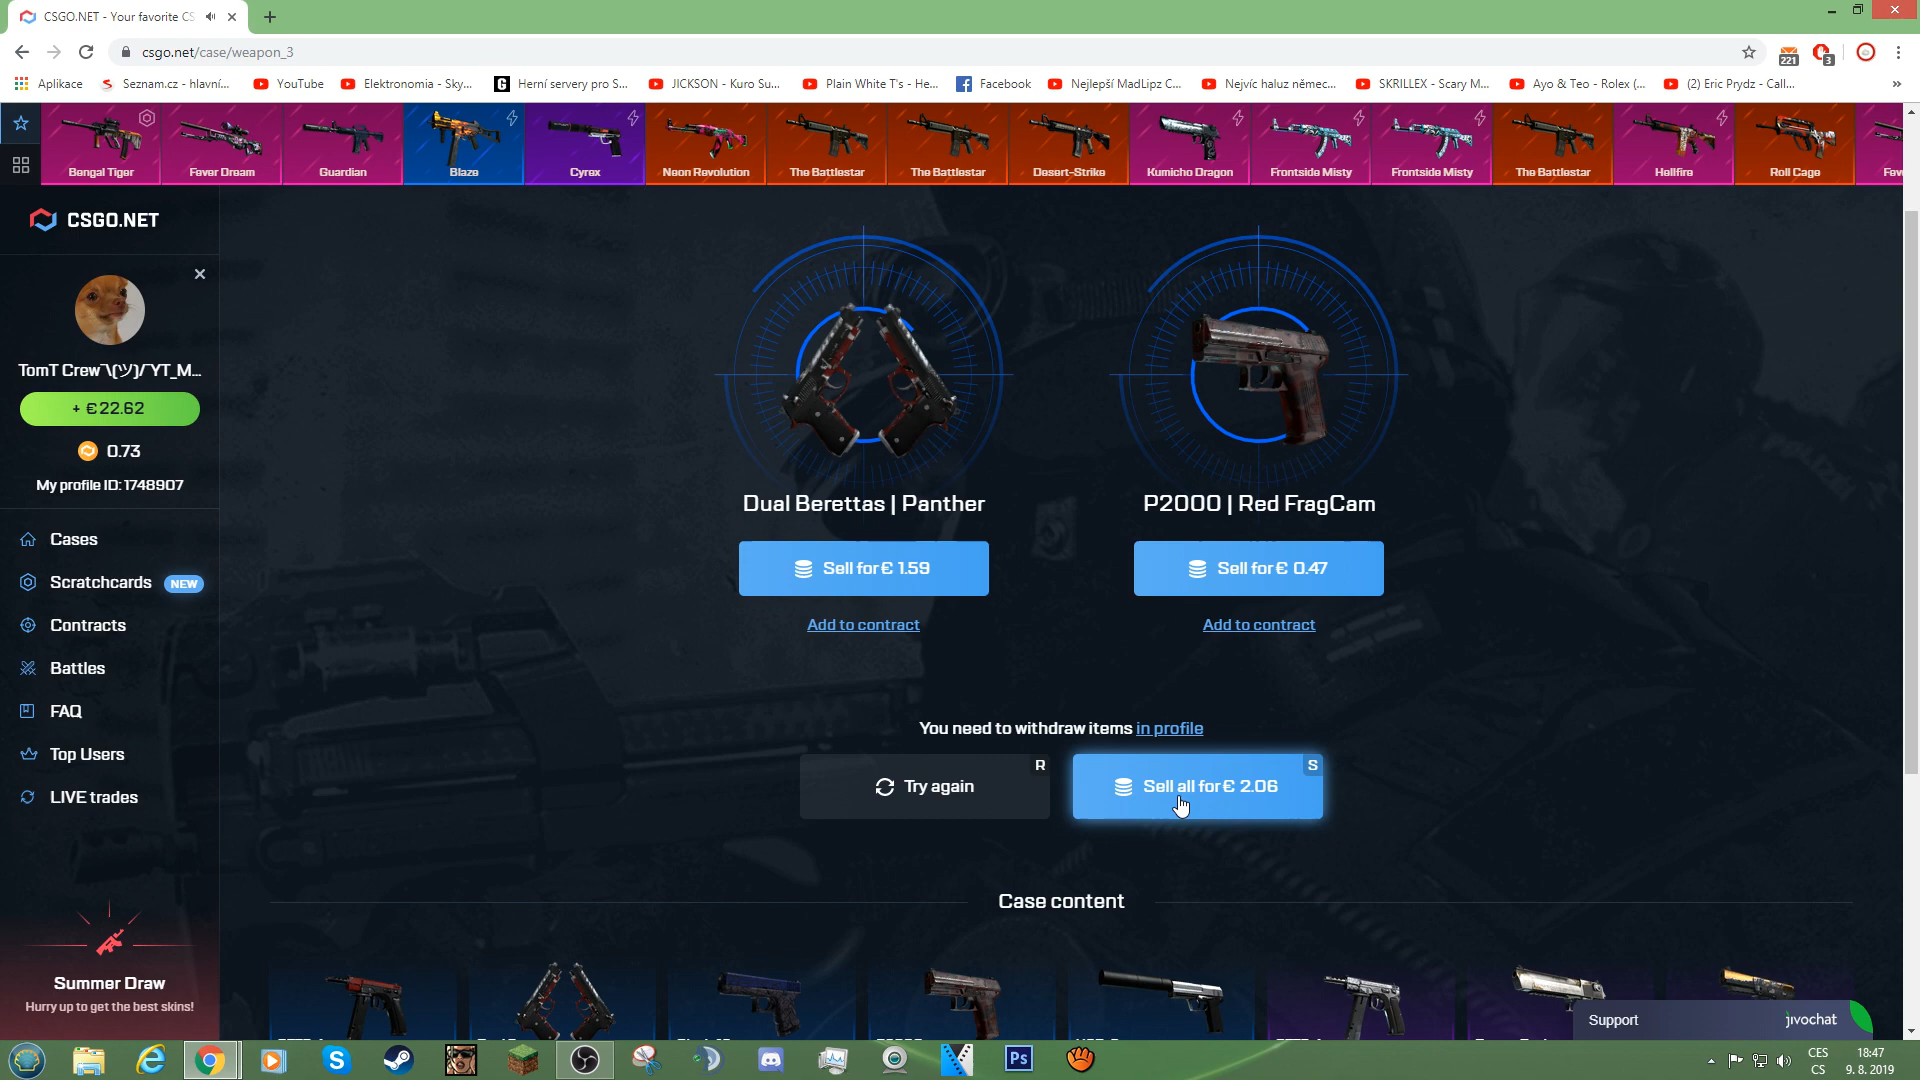 CSGO.NET - Your favorite CS
csgo.net/case/weapon_3
221
3
Aplikace
Seznam.cz - hlavní...
YouTube
Elektronomia - Sky...
Herní servery pro S...
JICKSON - Kuro Su...
Plain White T's - He...
Facebook
Nejlepší MadLipz C...
Nejvíc haluz němec...
SKRILLEX - Scary M...
Ayo & Teo - Rolex (...
(2) Eric Prydz - Call...
Bengal Tiger
Fever Dream
Guardian
Blaze
Cyrex
Neon Revolution
The Battlestar
The Battlestar
Desert-Strike
Kumicho Dragon
Frontside Misty
Frontside Misty
The Battlestar
Hellfire
Roll Cage
Fev
CSGO.NET
TomT Crew¯\(ツ)/¯YT_M...
+ €22.62
0.73
My profile ID: 1748907
Cases
Scratchcards NEW
Contracts
Battles
FAQ
Top Users
LIVE trades
Summer Draw
Hurry up to get the best skins!
Dual Berettas | Panther
P2000 | Red FragCam
Sell for € 1.59
Sell for € 0.47
Add to contract
Add to contract
You need to withdraw items in profile
Try again
R
Sell all for € 2.06
S
Case content
Support
jivochat
Ps
CES
CS
18:47
9. 8. 2019